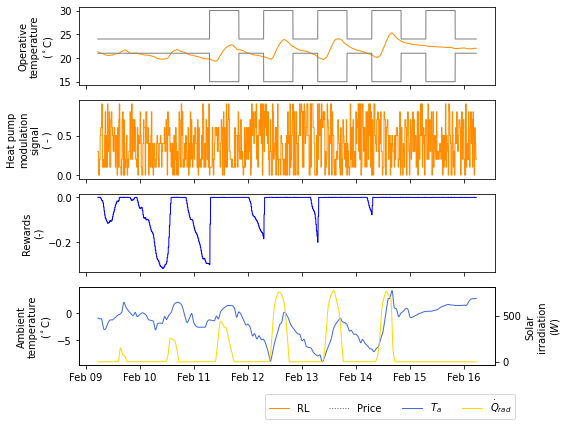 Operative
temperature
(°C)
30
25
20
15
Heat pump
modulation
signal
( - )
0.5
0.0
Rewards
(-)
0.0
−0.2
Ambient
temperature
(°C)
0
−5
Solar
irradiation
(W)
500
0
Feb 09 Feb 10 Feb 11 Feb 12 Feb 13 Feb 14 Feb 15 Feb 16
RL Price Ta Q̇rad